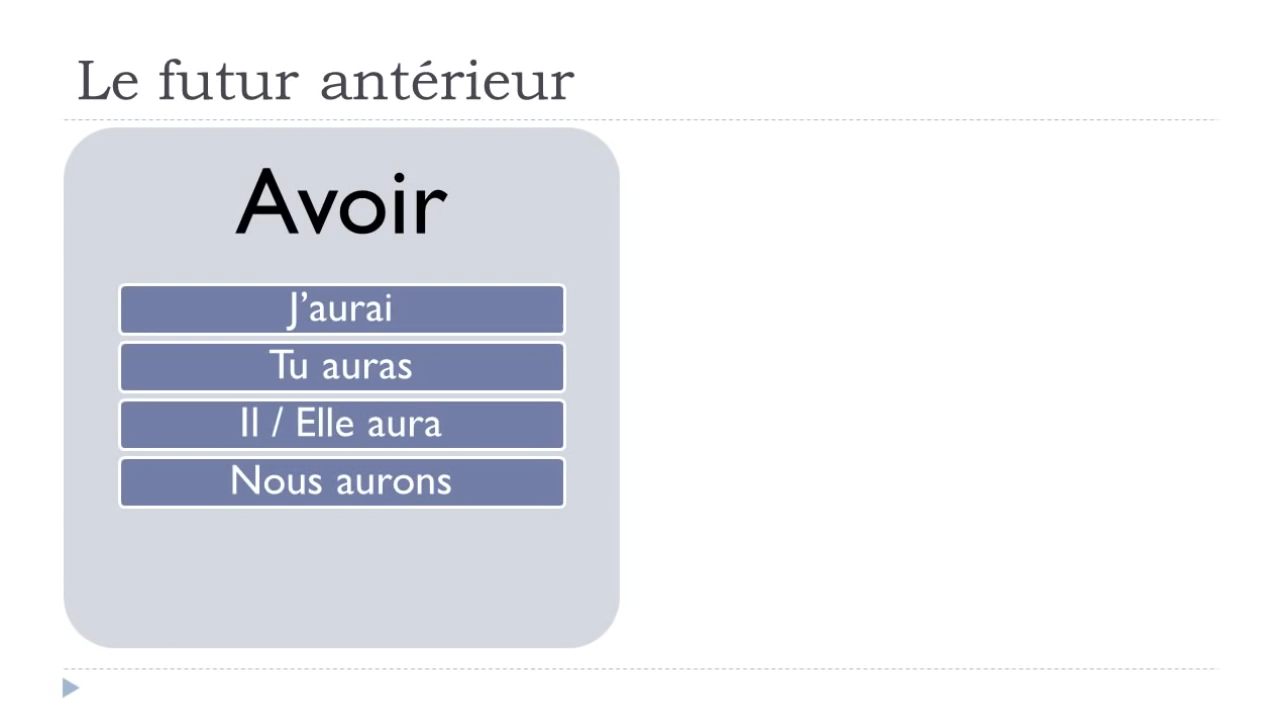 Le futur antérieur
Avoir
J’aurai
Tu auras
Il / Elle aura
Nous aurons